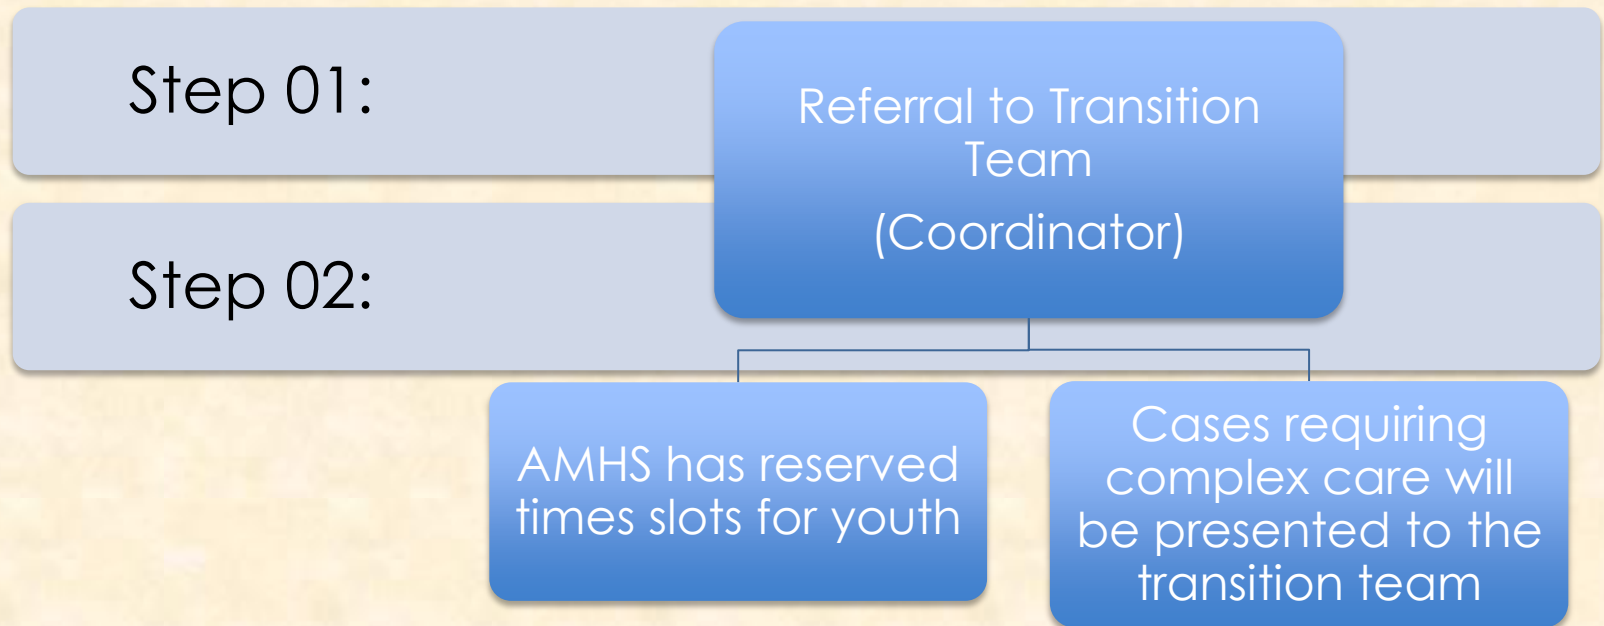 Step 01:
Referral to Transition
Team
(Coordinator)
Step 02:
AMHS has reserved
times slots for youth
Cases requiring
complex care will
be presented to the
transition team